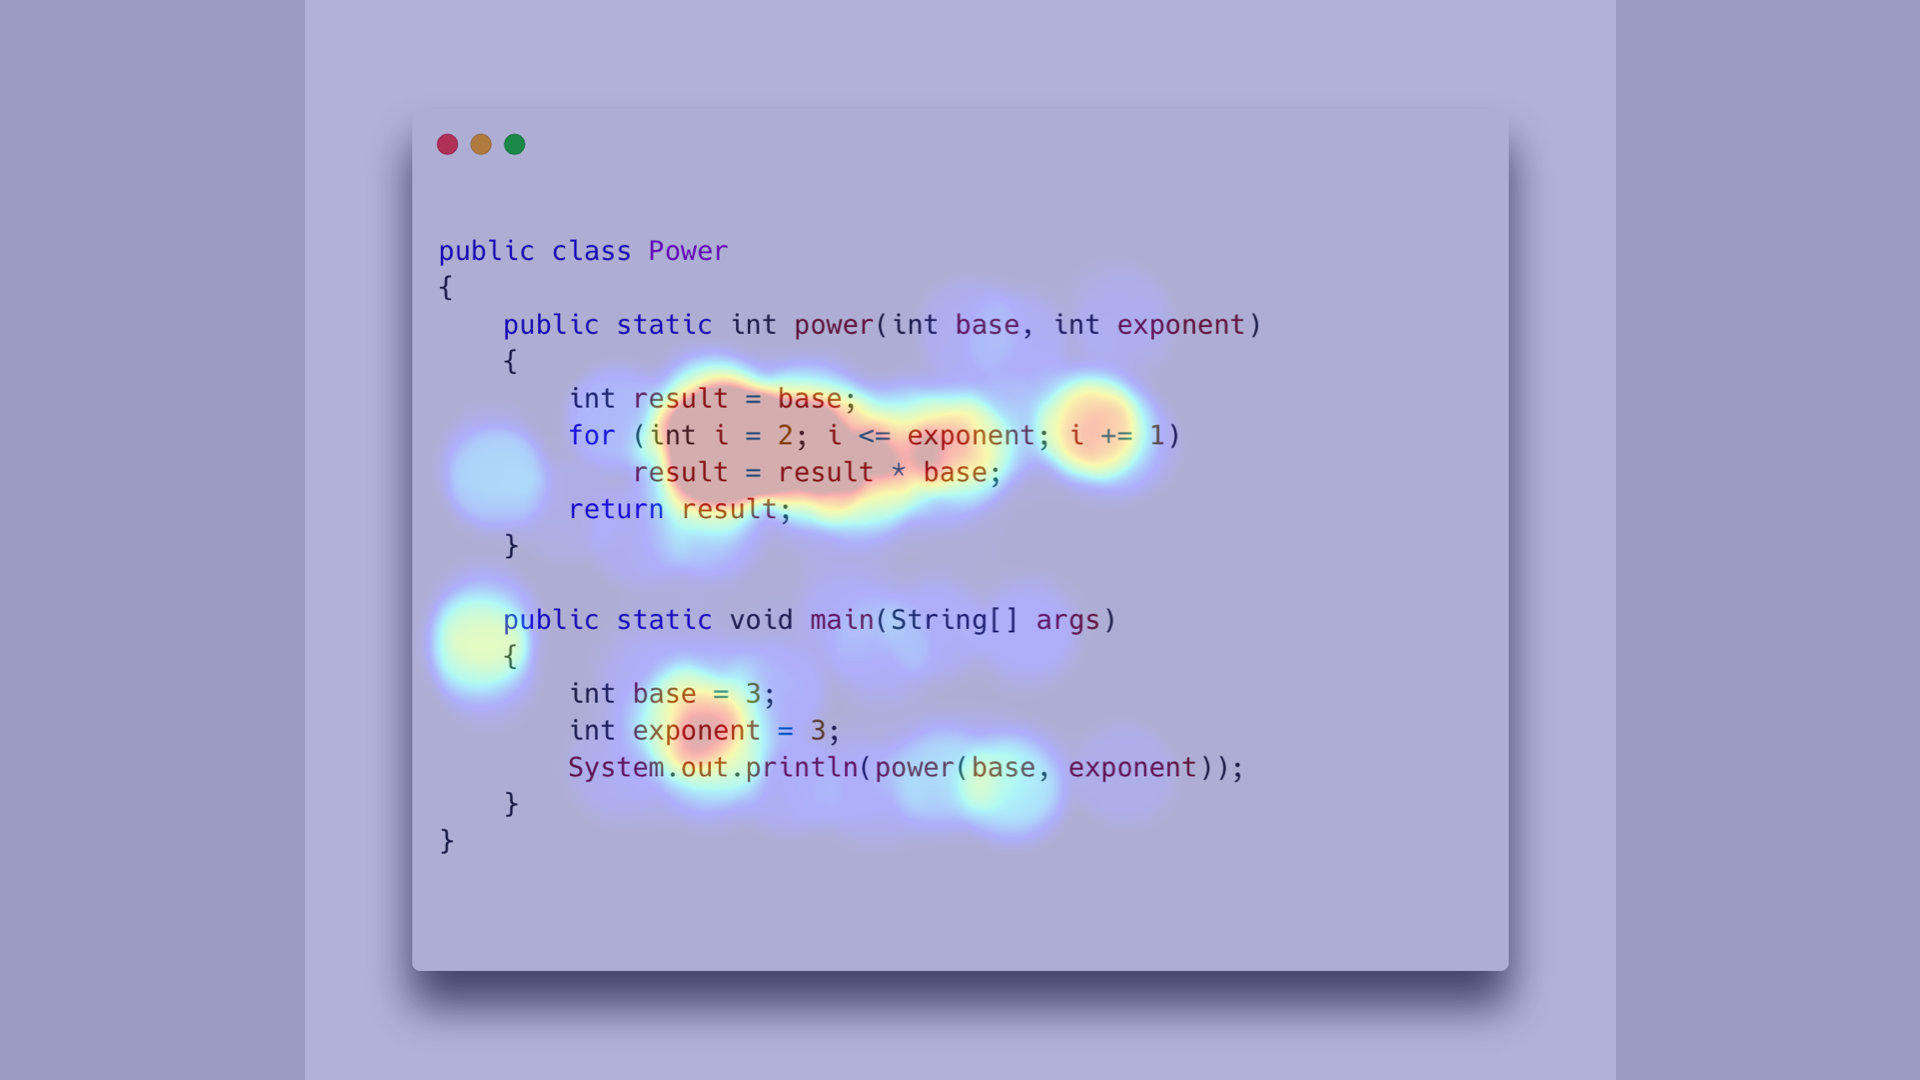 public class Power
{
    public static int power(int base, int exponent)
    {
        int result = base;
        for (int i = 2; i <= exponent; i += 1)
            result = result * base;
        return result;
    }

    public static void main(String[] args)
    {
        int base = 3;
        int exponent = 3;
        System.out.println(power(base, exponent));
    }
}